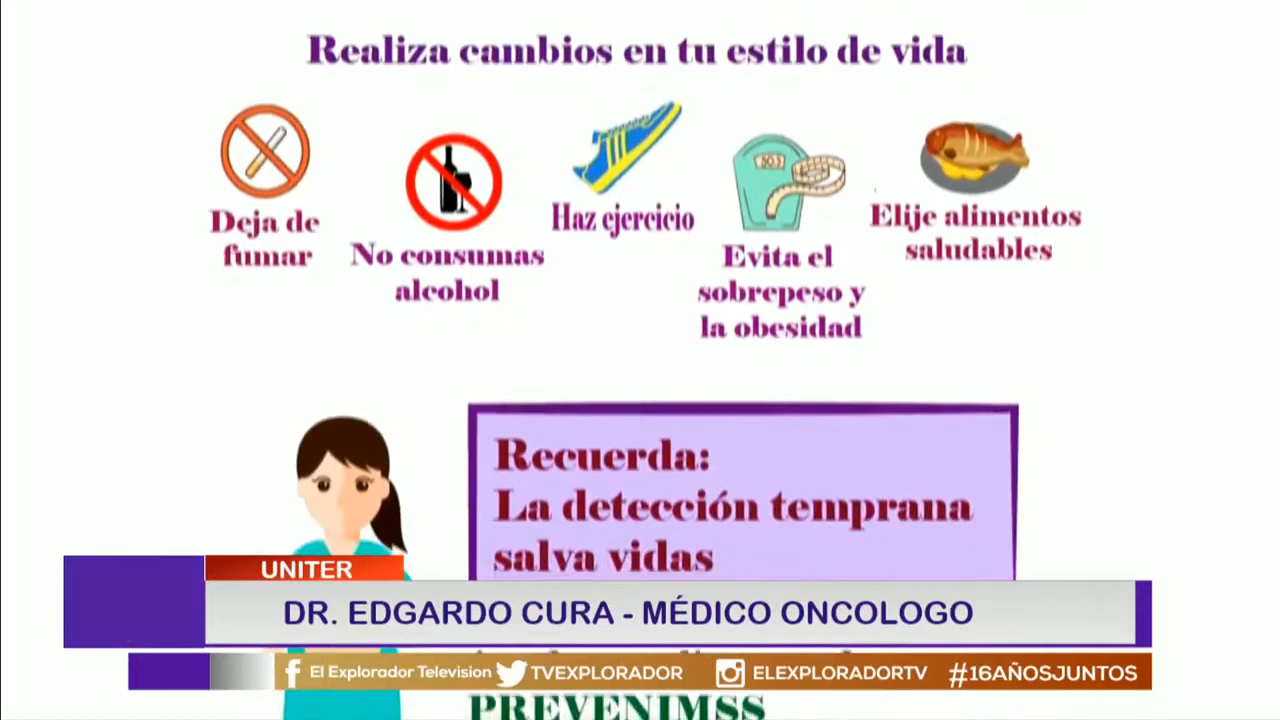 Realiza cambios en tu estilo de vida
Deja de
fumar
No consumas
alcohol
Haz ejercicio
Evita el
sobrepeso y
la obesidad
Elije alimentos
saludables
Recuerda:
La detección temprana
salva vidas
UNITER
DR. EDGARDO CURA - MÉDICO ONCOLOGO
El Explorador Television TVEXPLORADOR ELEXPLORADORTV #16AÑOSJUNTOS
PREVENIMSS